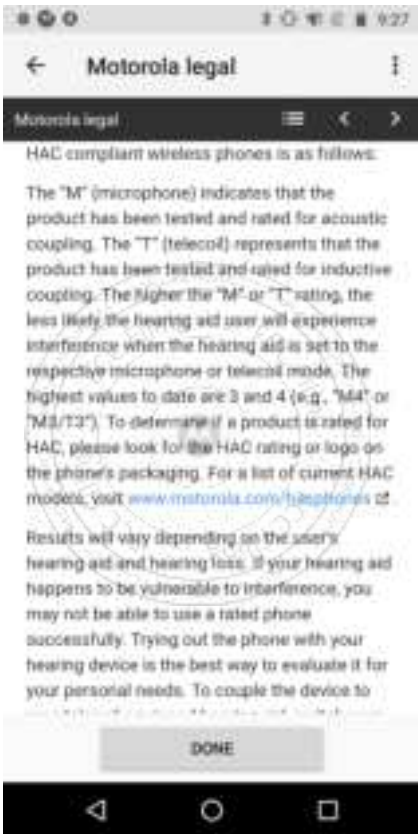 9:27
Motorola legal
Motorola legal
HAC compliant wireless phones is as follows:
The "M" (microphone) indicates that the
product has been tested and rated for acoustic
coupling. The "T" (telecoil) represents that the
product has been tested and rated for inductive
coupling. The higher the "M" or "T" rating, the
less likely the hearing aid user will experience
interference when the hearing aid is set to the
respective microphone or telecoil mode. The
highest values to date are 3 and 4 (e.g., "M4" or
"M3/T3"). To determine if a product is rated for
HAC, please look for the HAC rating or logo on
the phone's packaging. For a list of current HAC
models, visit www.motorola.com/hacphones
Results will vary depending on the user's
hearing aid and hearing loss. If your hearing aid
happens to be vulnerable to interference, you
may not be able to use a rated phone
successfully. Trying out the phone with your
hearing device is the best way to evaluate it for
your personal needs. To couple the device to
DONE